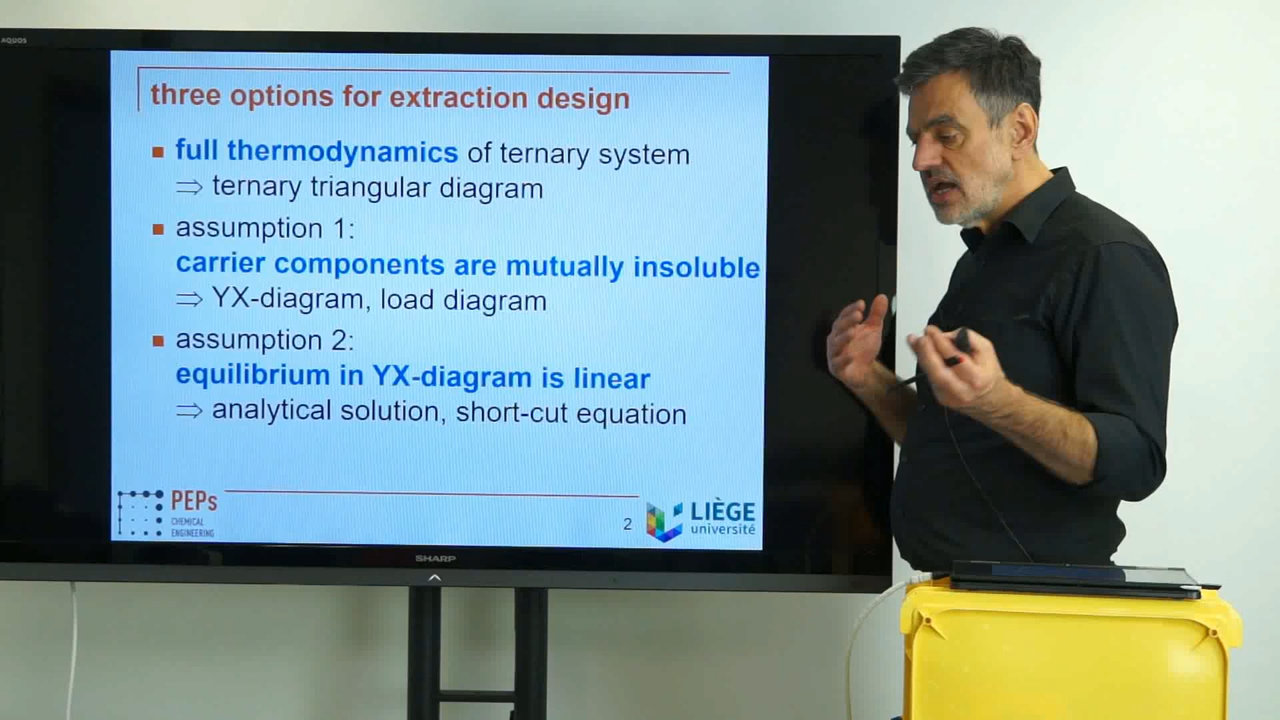 AQUOS
three options for extraction design
full thermodynamics of ternary system
⇒ ternary triangular diagram
assumption 1:
carrier components are mutually insoluble
⇒ YX-diagram, load diagram
assumption 2:
equilibrium in YX-diagram is linear
⇒ analytical solution, short-cut equation
PEPs
CHEMICAL
ENGINEERING
2
LIÈGE
université
SHARP